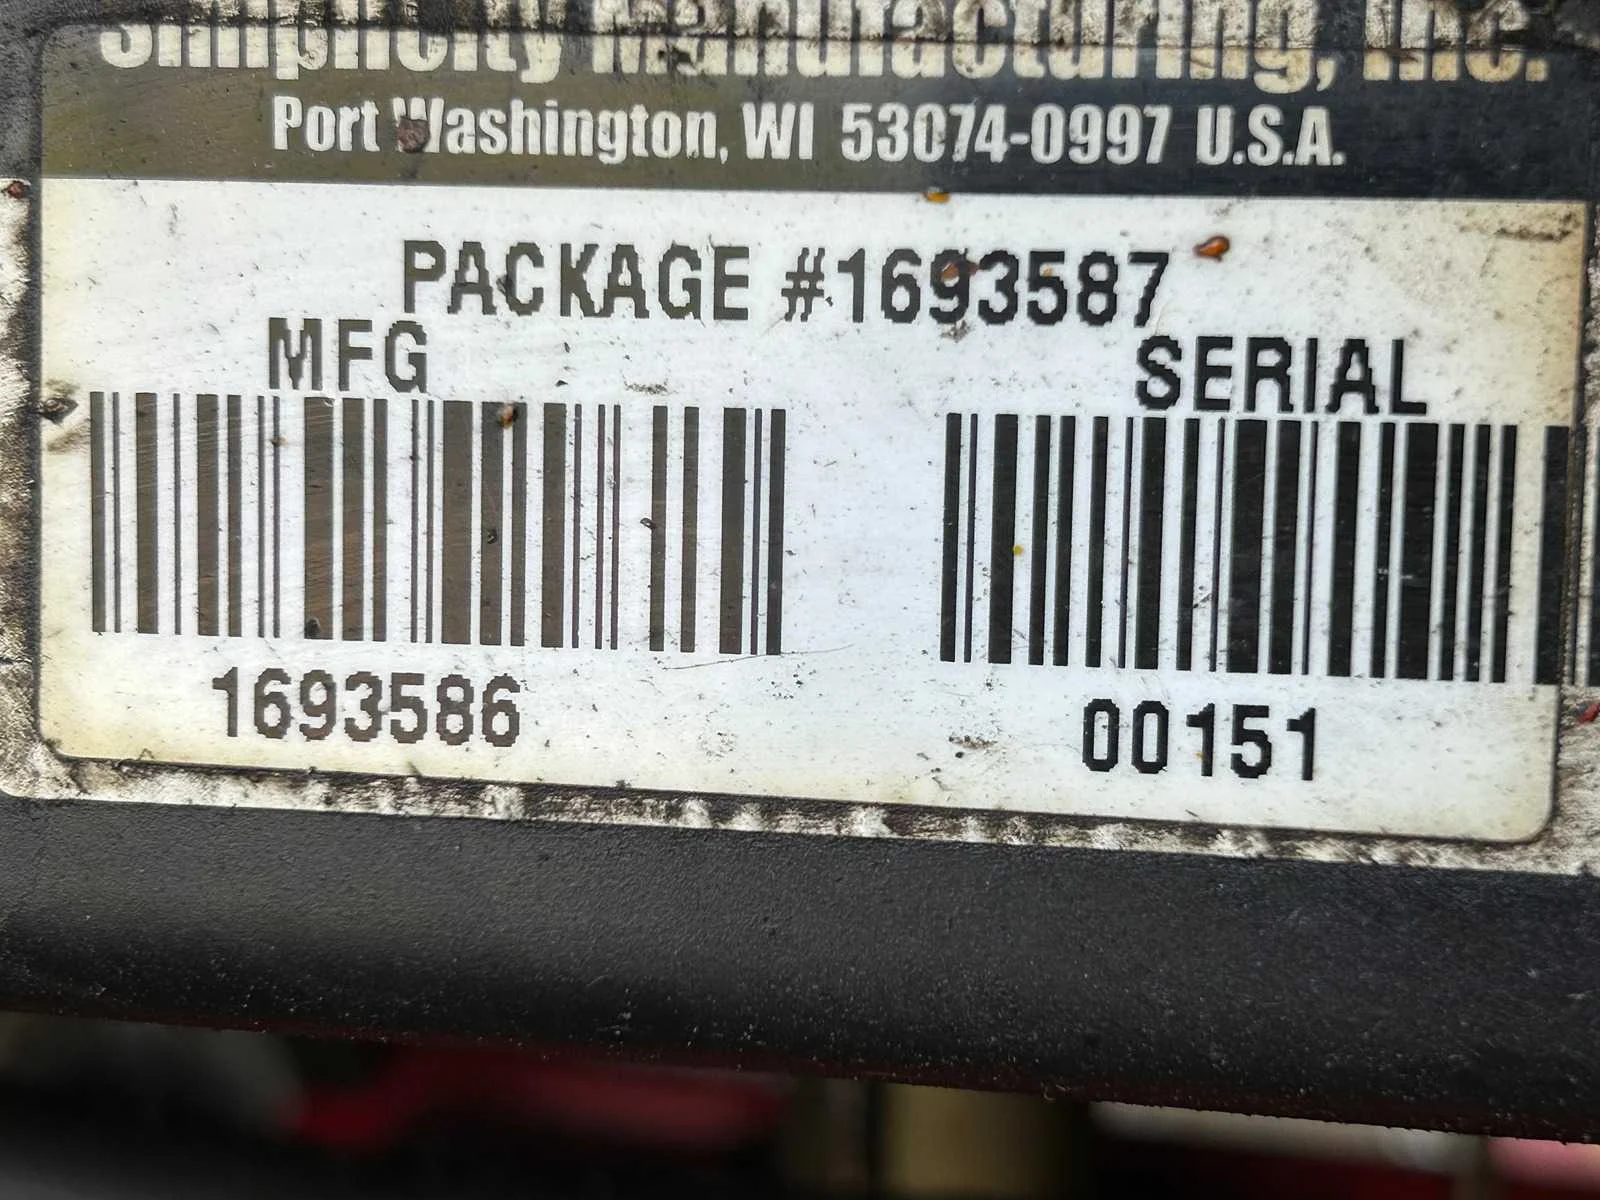 Simplicity Manufacturing, Inc.
Port Washington, WI 53074-0997 U.S.A.
PACKAGE #1693587
MFG SERIAL
1693586 00151